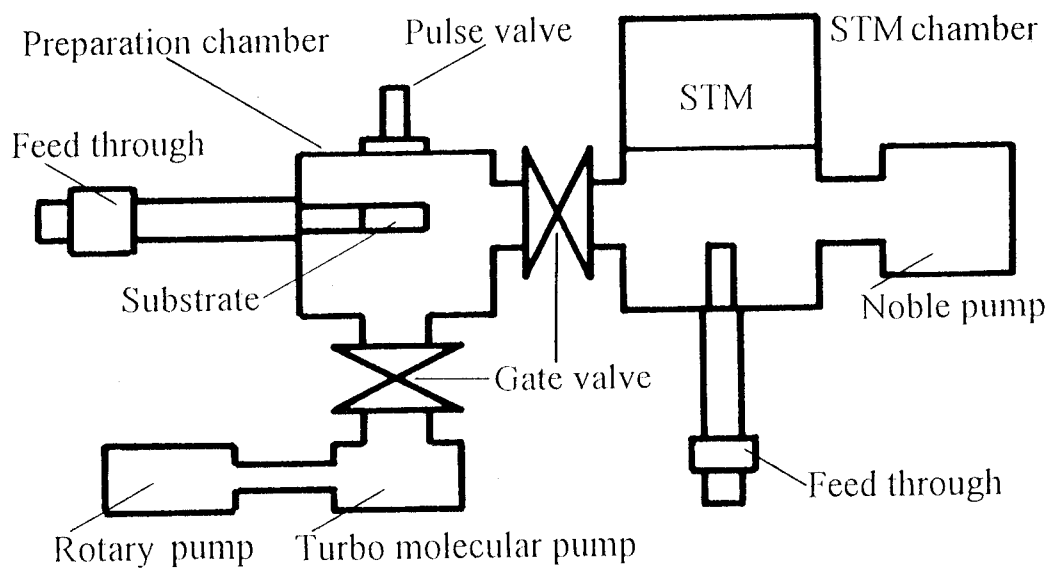 Preparation chamber
Pulse valve
STM chamber
STM
Feed through
Substrate
Noble pump
Gate valve
Feed through
Rotary pump
Turbo molecular pump